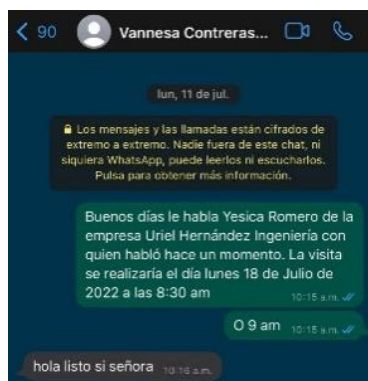 90 Vannesa Contreras...
lun, 11 de jul.
Los mensajes y las llamadas están cifrados de
extremo a extremo. Nadie fuera de este chat, ni
siquiera WhatsApp, puede leerlos ni escucharlos.
Pulsa para obtener más información.
Buenos días le habla Yesica Romero de la
empresa Uriel Hernández Ingeniería con
quien habló hace un momento. La visita
se realizaría el día lunes 18 de Julio de
2022 a las 8:30 am
10:15 a.m.
O 9 am 10:15 a.m.
hola listo si señora 10:16 a.m.